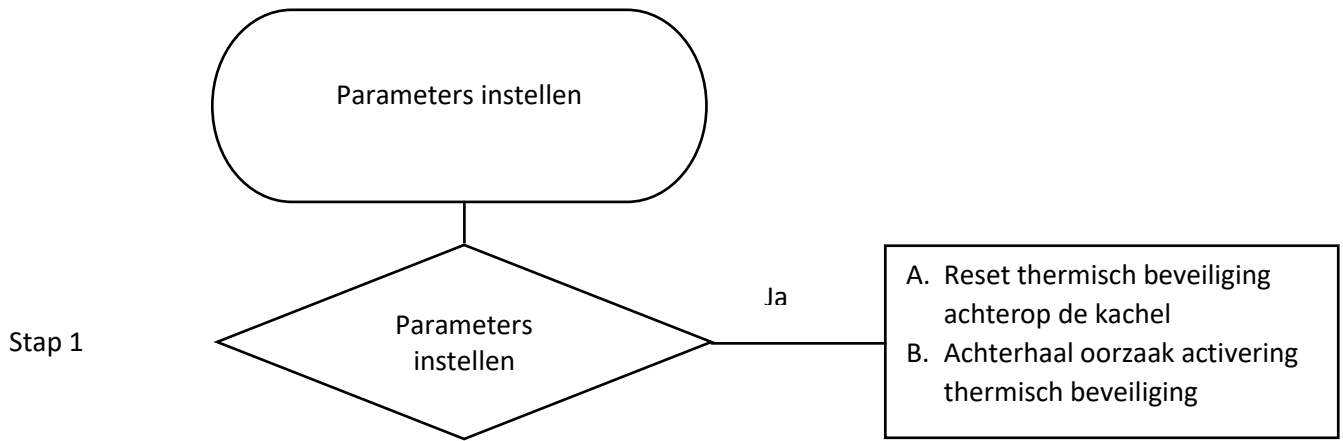 Parameters instellen
Stap 1
Parameters
instellen
Ja
A. Reset thermisch beveiliging
achterop de kachel
B. Achterhaal oorzaak activering
thermisch beveiliging